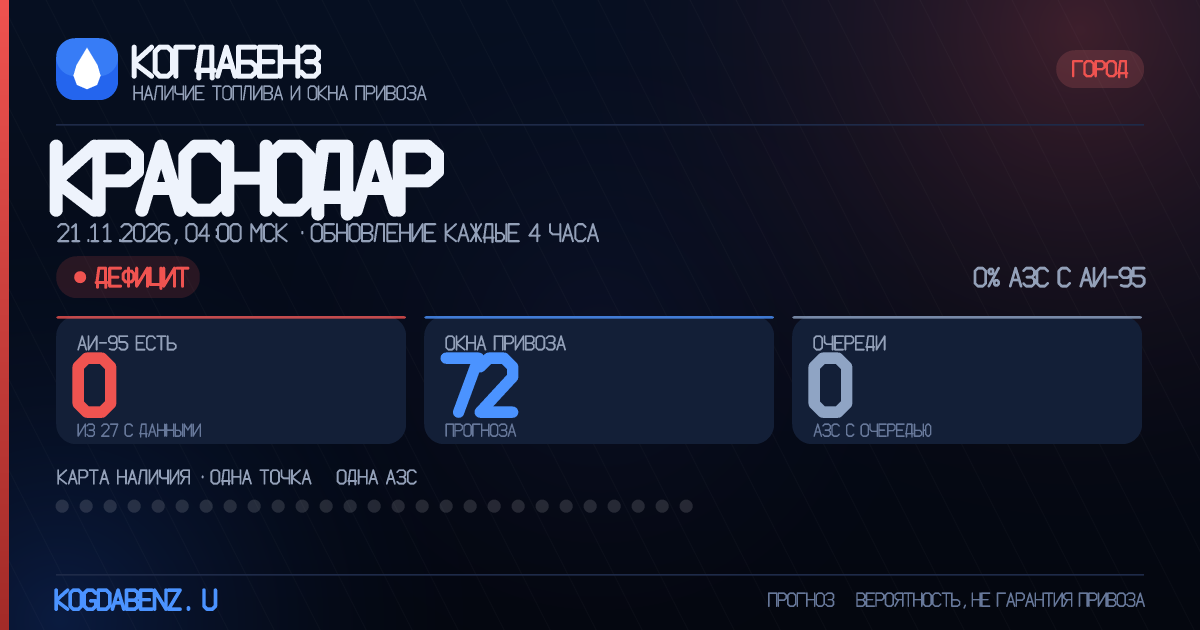 КОГДАБЕНЗ
НАЛИЧИЕ ТОПЛИВА И ОКНА ПРИВОЗА
ГОРОД
КРАСНОДАР
21.11.2026, 04:00 МСК · ОБНОВЛЕНИЕ КАЖДЫЕ 4 ЧАСА
ДЕФИЦИТ
0% АЗС С АИ-95
АИ-95 ЕСТЬ
0
ИЗ 27 С ДАННЫМИ
ОКНА ПРИВОЗА
72
ПРОГНОЗА
ОЧЕРЕДИ
0
АЗС С ОЧЕРЕДЬЮ
КАРТА НАЛИЧИЯ · ОДНА ТОЧКА ОДНА АЗС
KOGDABENZ. U
ПРОГНОЗ ВЕРОЯТНОСТЬ, НЕ ГАРАНТИЯ ПРИВОЗА